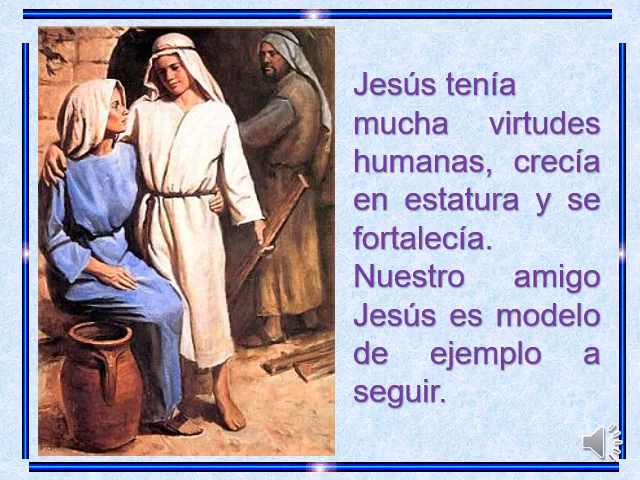 Jesús tenía
mucha virtudes
humanas, crecía
en estatura y se
fortalecía.
Nuestro amigo
Jesús es modelo
de ejemplo a
seguir.